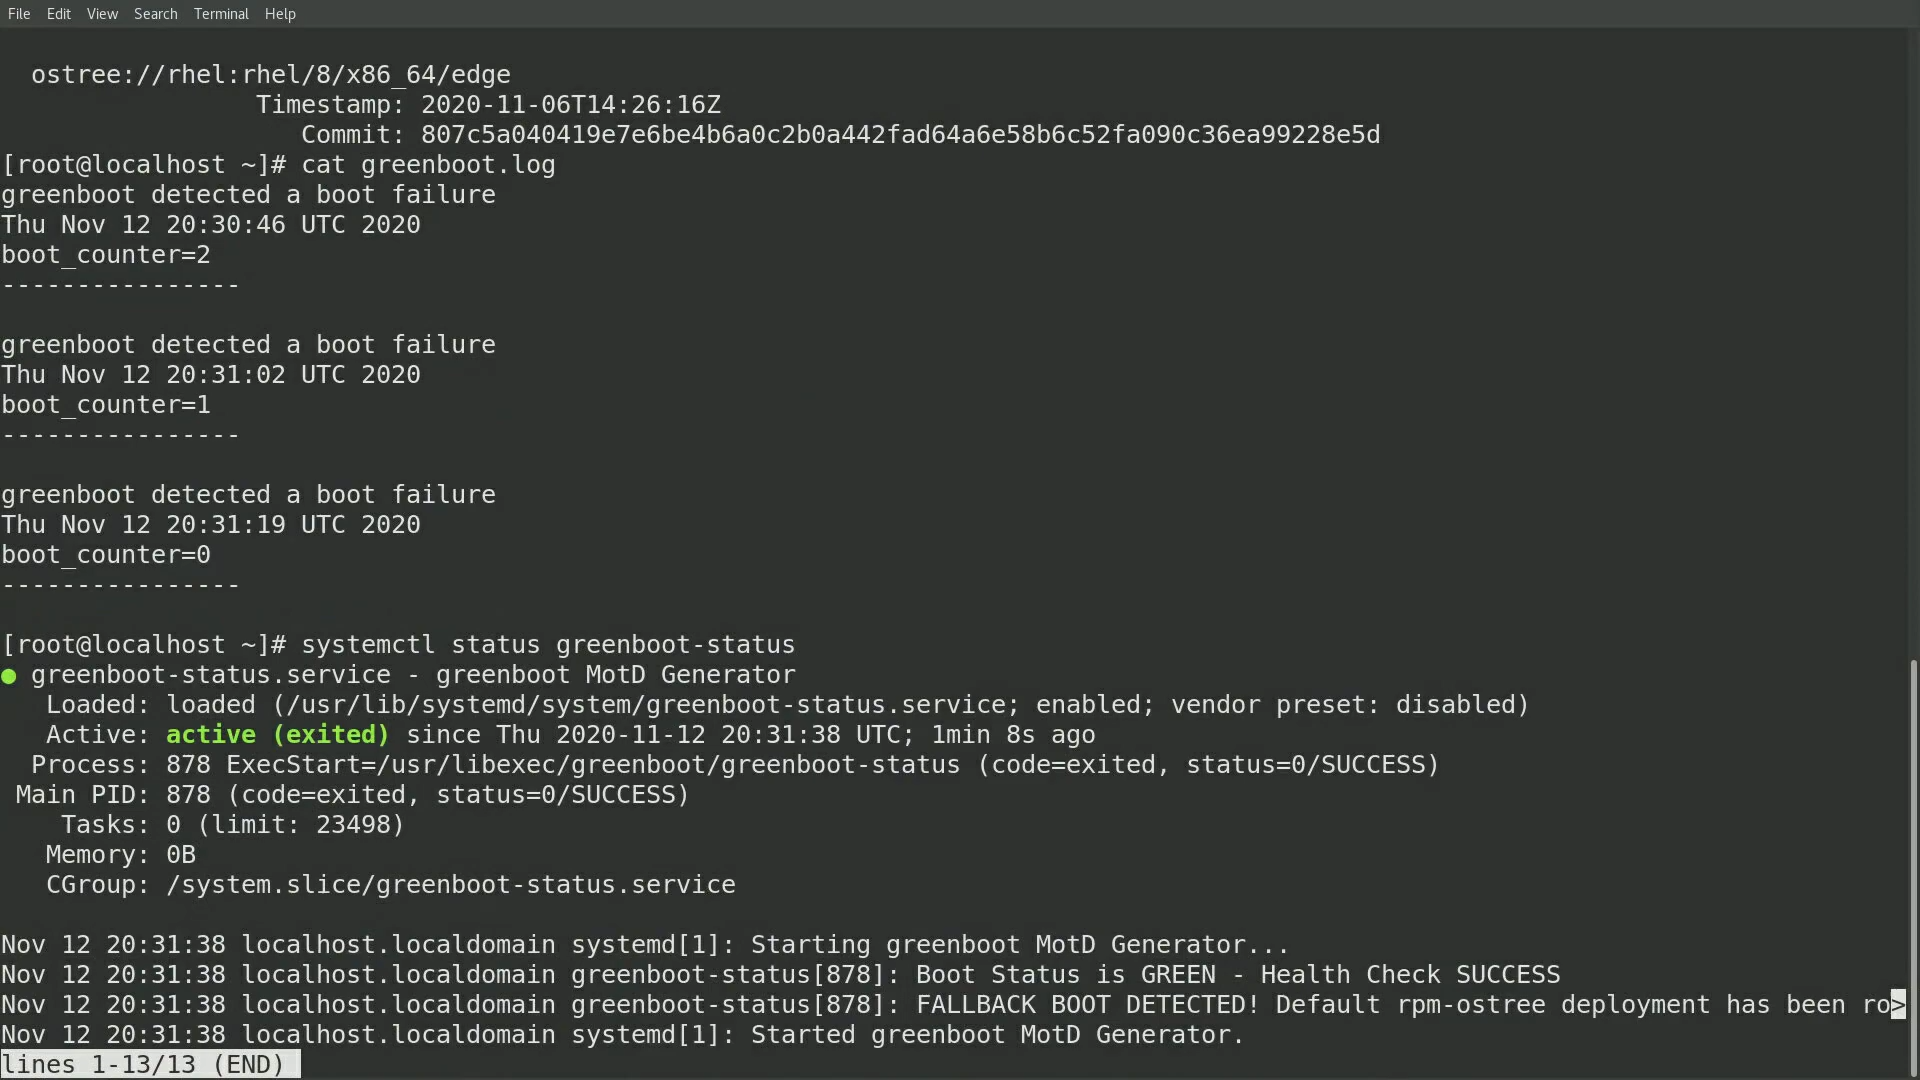 File Edit View Search Terminal Help
ostree://rhel:rhel/8/x86_64/edge
Timestamp: 2020-11-06T14:26:16Z
Commit: 807c5a040419e7e6be4b6a0c2b0a442fad64a6e58b6c52fa090c36ea99228e5d
[root@localhost ~]# cat greenboot.log
greenboot detected a boot failure
Thu Nov 12 20:30:46 UTC 2020
boot_counter=2
----------------
greenboot detected a boot failure
Thu Nov 12 20:31:02 UTC 2020
boot_counter=1
----------------
greenboot detected a boot failure
Thu Nov 12 20:31:19 UTC 2020
boot_counter=0
----------------
[root@localhost ~]# systemctl status greenboot-status
● greenboot-status.service - greenboot MotD Generator
Loaded: loaded (/usr/lib/systemd/system/greenboot-status.service; enabled; vendor preset: disabled)
Active: active (exited) since Thu 2020-11-12 20:31:38 UTC; 1min 8s ago
Process: 878 ExecStart=/usr/libexec/greenboot/greenboot-status (code=exited, status=0/SUCCESS)
Main PID: 878 (code=exited, status=0/SUCCESS)
Tasks: 0 (limit: 23498)
Memory: 0B
CGroup: /system.slice/greenboot-status.service
Nov 12 20:31:38 localhost.localdomain systemd[1]: Starting greenboot MotD Generator...
Nov 12 20:31:38 localhost.localdomain greenboot-status[878]: Boot Status is GREEN - Health Check SUCCESS
Nov 12 20:31:38 localhost.localdomain greenboot-status[878]: FALLBACK BOOT DETECTED! Default rpm-ostree deployment has been ro>
Nov 12 20:31:38 localhost.localdomain systemd[1]: Started greenboot MotD Generator.
lines 1-13/13 (END)